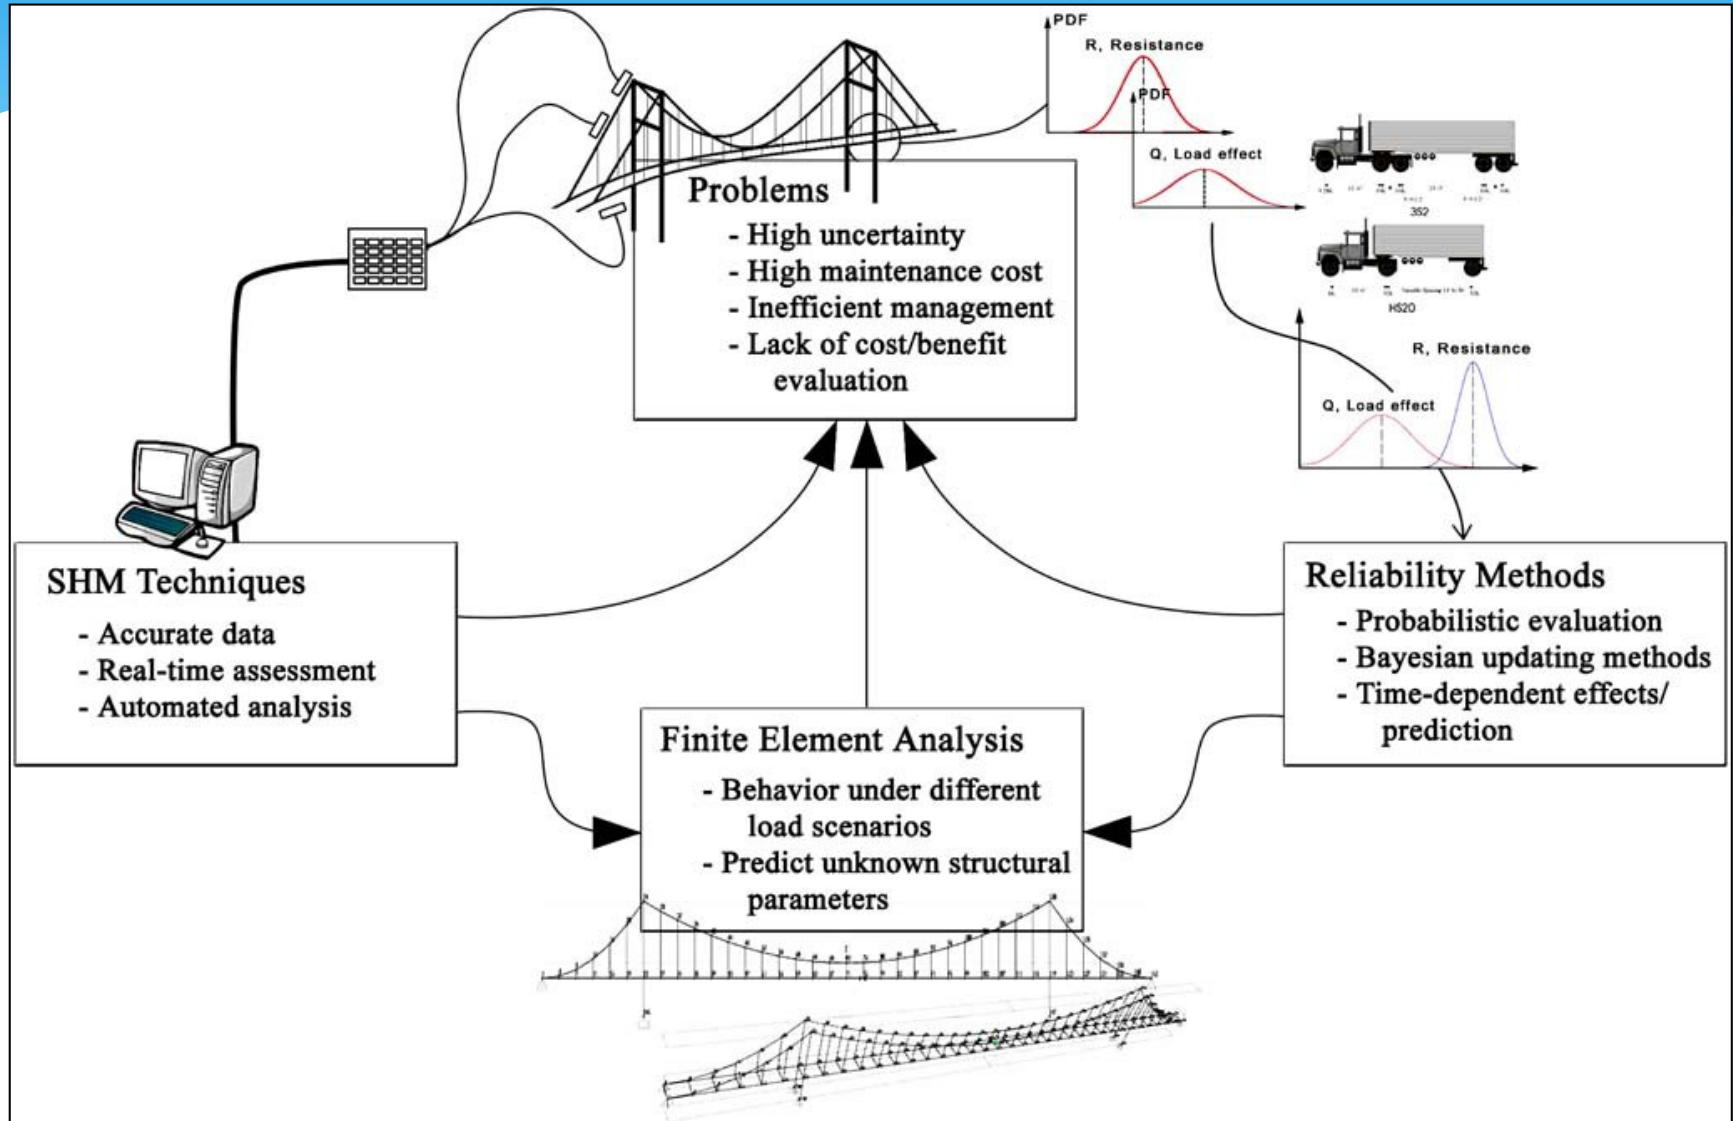 PDF
R, Resistance
PDF
Q, Load effect
3S2
HS20
R, Resistance
Q, Load effect
Problems
- High uncertainty
- High maintenance cost
- Inefficient management
- Lack of cost/benefit
evaluation
SHM Techniques
- Accurate data
- Real-time assessment
- Automated analysis
Finite Element Analysis
- Behavior under different
load scenarios
- Predict unknown structural
parameters
Reliability Methods
- Probabilistic evaluation
- Bayesian updating methods
- Time-dependent effects/
prediction